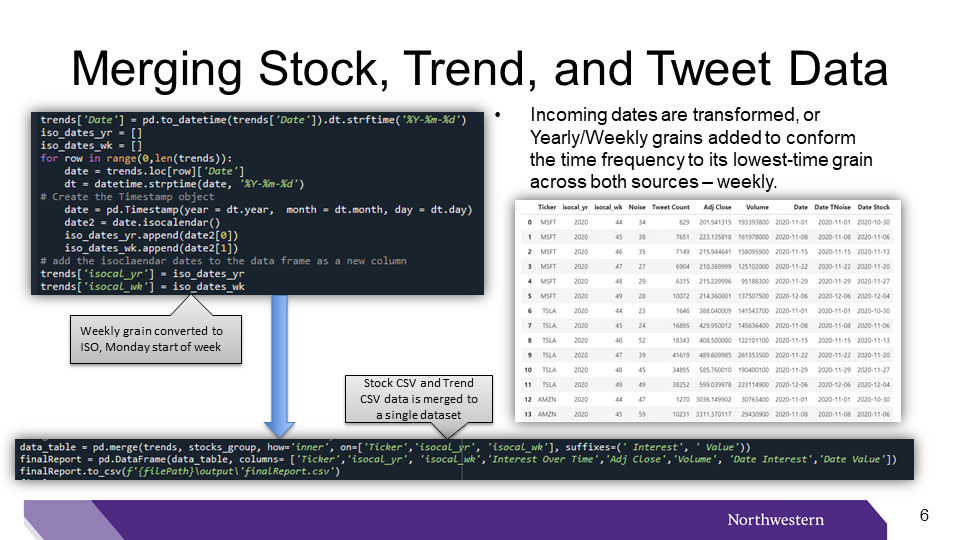 Merging Stock, Trend, and Tweet Data
trends['Date'] = pd.to_datetime(trends['Date']).dt.strftime('%Y-%m-%d')
iso_dates_yr = []
iso_dates_wk = []
for row in range(0,len(trends)):
date = trends.loc[row]['Date']
dt = datetime.strptime(date, '%Y-%m-%d')
# Create the Timestamp object
date = pd.Timestamp(year = dt.year, month = dt.month, day = dt.day)
date2 = date.isocalendar()
iso_dates_yr.append(date2[0])
iso_dates_wk.append(date2[1])
# add the isoclaendar dates to the data frame as a new column
trends['isocal_yr'] = iso_dates_yr
trends['isocal_wk'] = iso_dates_wk
• Incoming dates are transformed, or
Yearly/Weekly grains added to conform
the time frequency to its lowest-time grain
across both sources – weekly.
Ticker isocal_yr isocal_wk Noise Tweet Count Adj Close Volume Date Date TNoise Date Stock
0 MSFT 2020 44 34 829 201.941315 193393800 2020-11-01 2020-11-01 2020-10-30
1 MSFT 2020 45 38 7651 223.135818 161978000 2020-11-08 2020-11-08 2020-11-06
2 MSFT 2020 46 35 7149 215.944641 158095900 2020-11-15 2020-11-15 2020-11-13
3 MSFT 2020 47 27 6904 210.389999 125102000 2020-11-22 2020-11-22 2020-11-20
4 MSFT 2020 48 29 6315 215.229996 95188300 2020-11-29 2020-11-29 2020-11-27
5 MSFT 2020 49 28 10072 214.360001 137507500 2020-12-06 2020-12-06 2020-12-04
6 TSLA 2020 44 23 1646 388.040009 141543700 2020-11-01 2020-11-01 2020-10-30
7 TSLA 2020 45 24 16895 429.950012 145636400 2020-11-08 2020-11-08 2020-11-06
8 TSLA 2020 46 52 18343 408.500000 122101100 2020-11-15 2020-11-15 2020-11-13
9 TSLA 2020 47 39 41619 489.609985 261353500 2020-11-22 2020-11-22 2020-11-20
10 TSLA 2020 48 45 34895 585.760010 190400100 2020-11-29 2020-11-29 2020-11-27
11 TSLA 2020 49 49 38252 599.039978 223114900 2020-12-06 2020-12-06 2020-12-04
12 AMZN 2020 44 47 1270 3036.149902 30763400 2020-11-01 2020-11-01 2020-10-30
13 AMZN 2020 45 59 10231 3311.370117 29430900 2020-11-08 2020-11-08 2020-11-06
Weekly grain converted to
ISO, Monday start of week
Stock CSV and Trend
CSV data is merged to
a single dataset
data_table = pd.merge(trends, stocks_group, how='inner', on=['Ticker','isocal_yr', 'isocal_wk'], suffixes=(' Interest', ' Value'))
finalReport = pd.DataFrame(data_table, columns= ['Ticker','isocal_yr', 'isocal_wk','Interest Over Time','Adj Close','Volume', 'Date Interest','Date Value'])
finalReport.to_csv(f'{filePath}\output\'finalReport.csv')
Northwestern
6